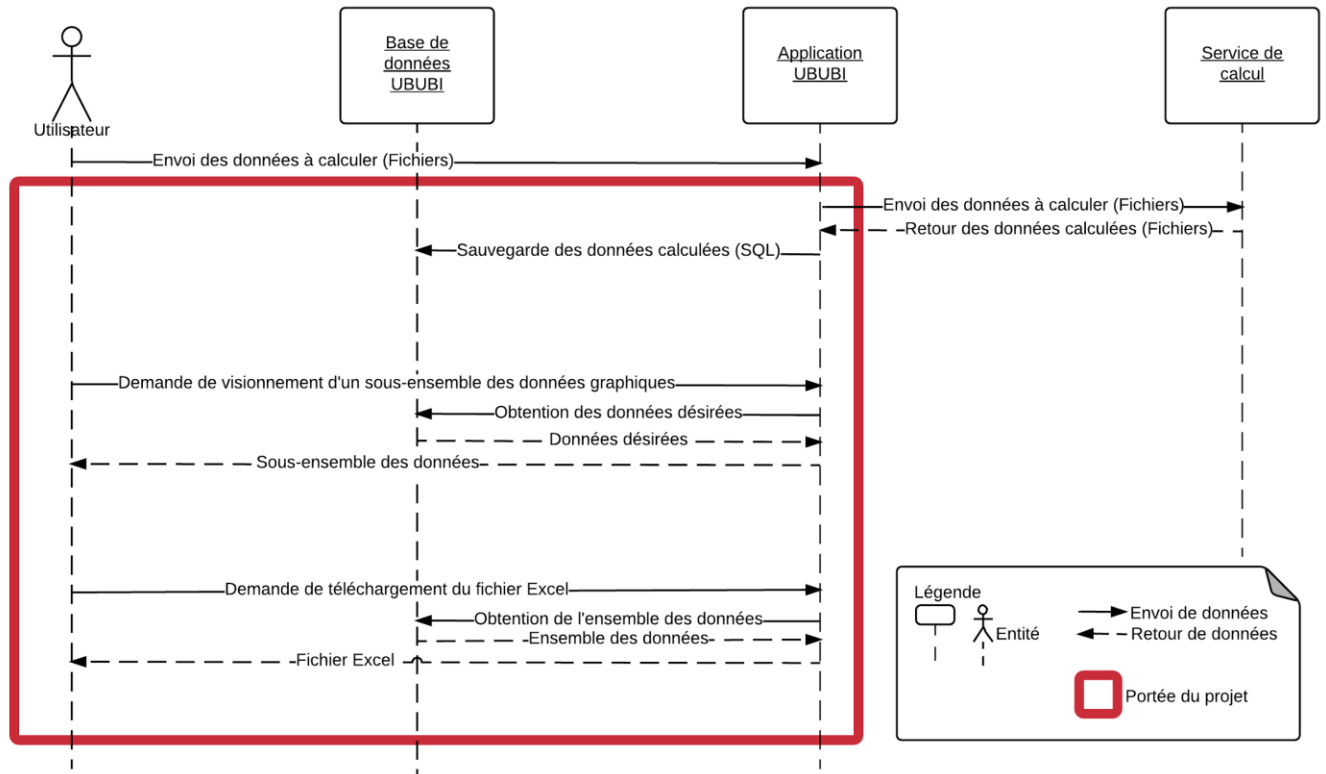 Utilisateur
Base de
données
UBUBI
Application
UBUBI
Service de
calcul
Envoi des données à calculer (Fichiers)
Envoi des données à calculer (Fichiers)
Retour des données calculées (Fichiers)
Sauvegarde des données calculées (SQL)
Demande de visionnement d'un sous-ensemble des données graphiques
Obtention des données désirées
Données désirées
Sous-ensemble des données
Demande de téléchargement du fichier Excel
Obtention de l'ensemble des données
Ensemble des données
Fichier Excel
Légende
Entité
Envoi de données
Retour de données
Portée du projet